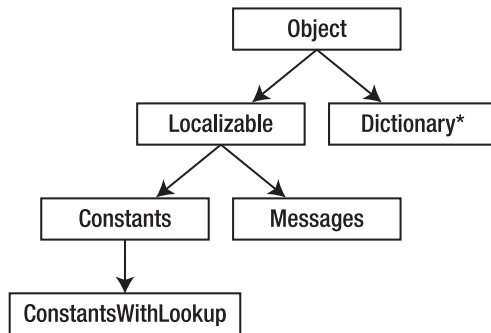 Object
Localizable
Dictionary*
Constants
Messages
ConstantsWithLookup